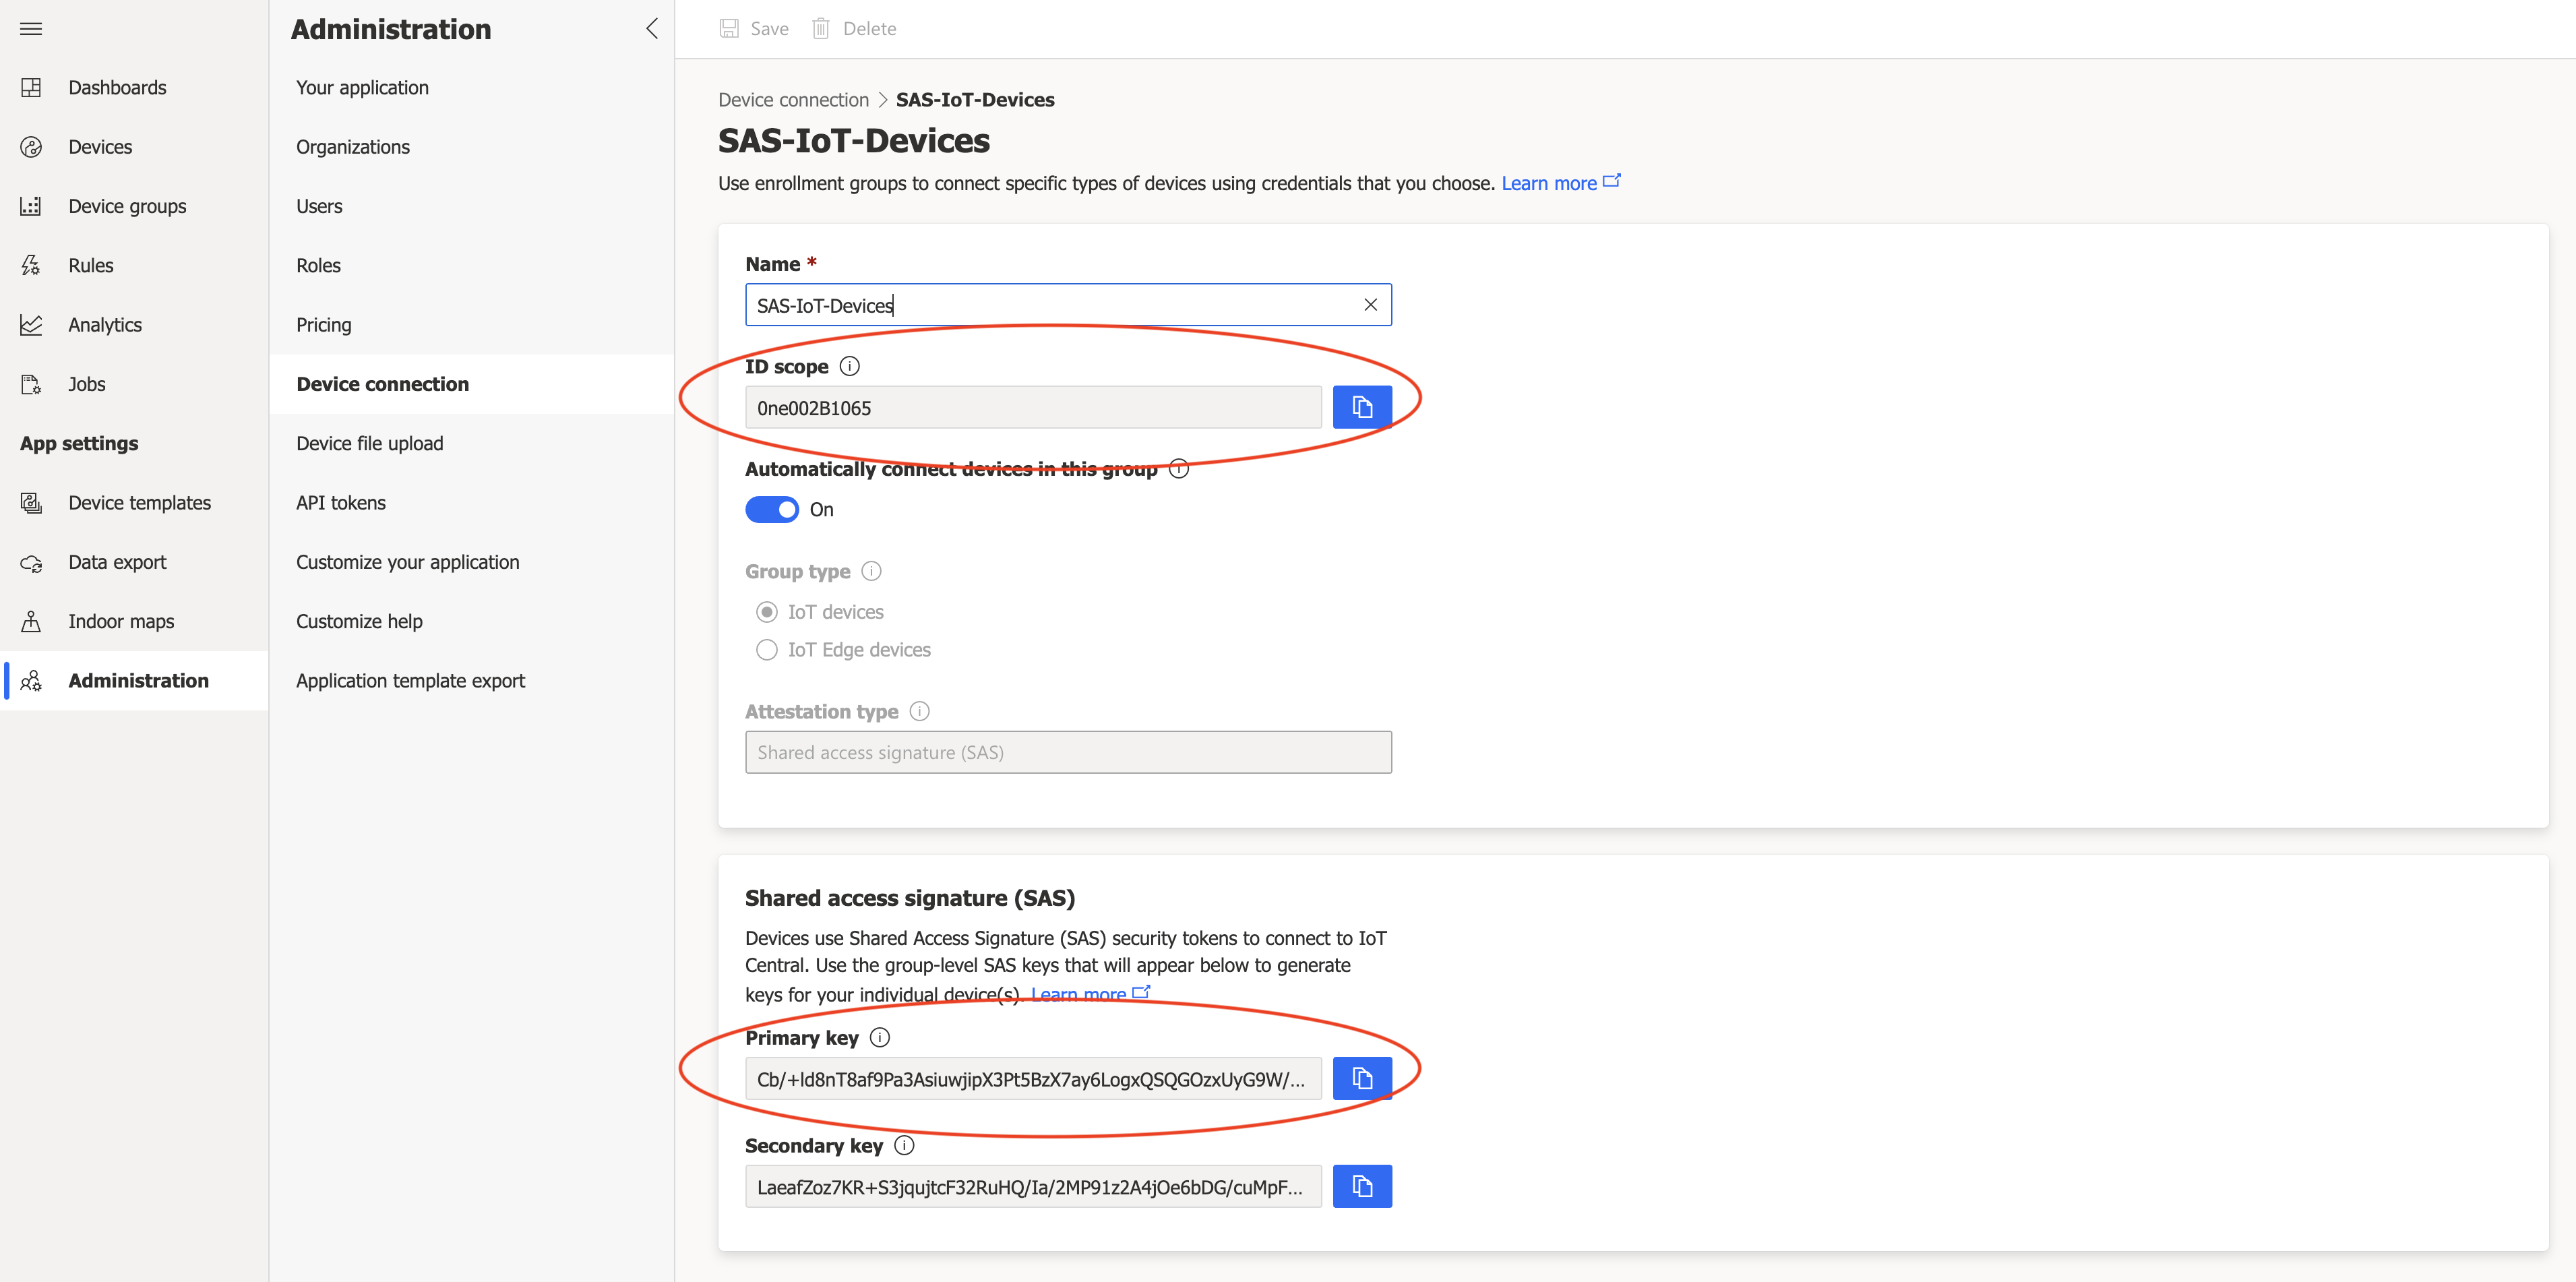 Administration
Save
Delete
Dashboards
Devices
Device groups
Rules
Analytics
Jobs
App settings
Device templates
Data export
Indoor maps
Administration
Your application
Organizations
Users
Roles
Pricing
Device connection
Device file upload
API tokens
Customize your application
Customize help
Application template export
Device connection > SAS-IoT-Devices
SAS-IoT-Devices
Use enrollment groups to connect specific types of devices using credentials that you choose. Learn more
Name *
SAS-IoT-Devices
ID scope
0ne002B1065
Automatically connect devices in this group
On
Group type
IoT devices
IoT Edge devices
Attestation type
Shared access signature (SAS)
Shared access signature (SAS)
Devices use Shared Access Signature (SAS) security tokens to connect to IoT
Central. Use the group-level SAS keys that will appear below to generate
keys for your individual device(s). Learn more
Primary key
Cb/+ld8nT8af9Pa3AsiuwjipX3Pt5BzX7ay6LogxQSQGOzxUyG9W/...
Secondary key
LaeafZoz7KR+S3jqujtcF32RuHQ/Ia/2MP91z2A4jOe6bDG/cuMpF...